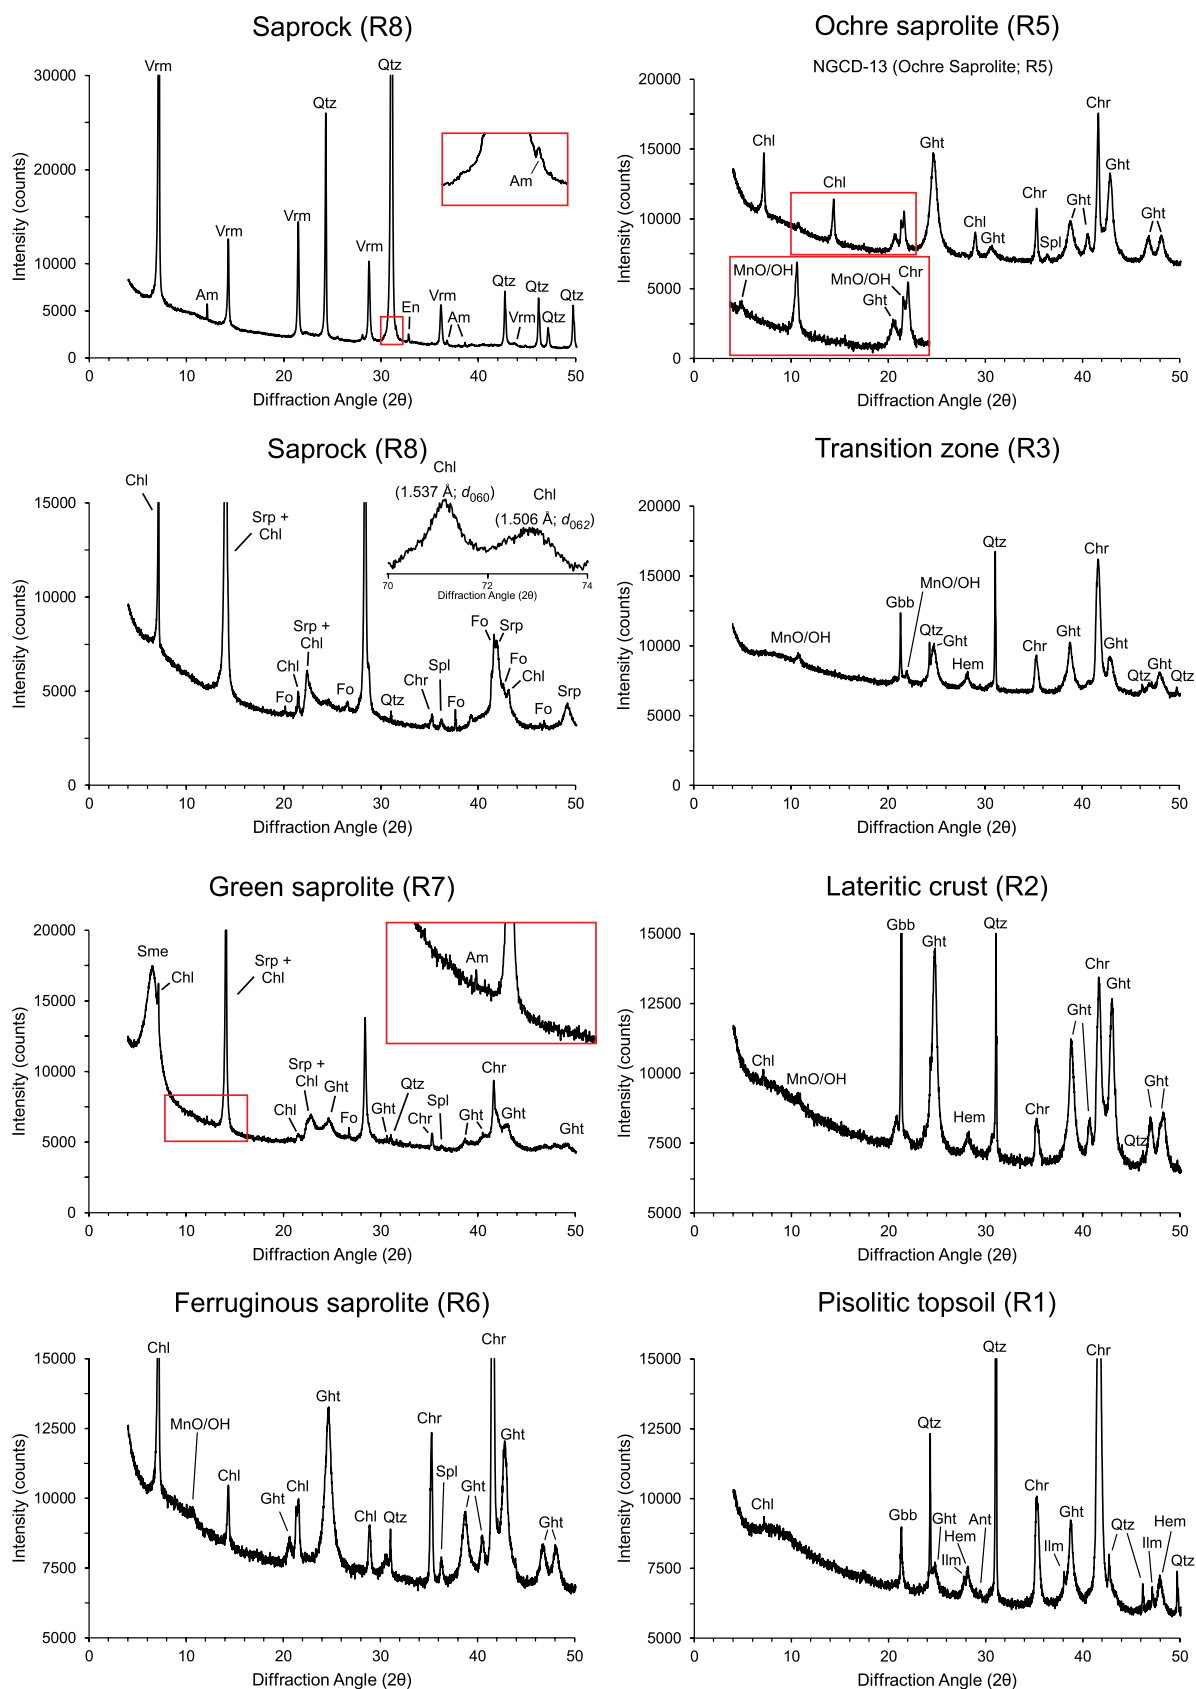 Saprock (R8)
30000
20000
10000
5000
0
Intensity (counts)
Vrm
Am
Vrm
Vrm
Qtz
Vrm
Qtz
En
Vrm
Am
Qtz
Vrm
Qtz
Qtz
Qtz
Am
0 10 20 30 40 50
Diffraction Angle (2θ)
Ochre saprolite (R5)
NGCD-13 (Ochre Saprolite; R5)
20000
15000
10000
5000
0
Intensity (counts)
Chl
Chl
Ght
Chl
Ght
Chr
Spl
Ght
Chr
Ght
Ght
MnO/OH
MnO/OH
Chr
Ght
10 20 30 40 50
Diffraction Angle (2θ)
Saprock (R8)
15000
10000
5000
0
Intensity (counts)
Chl
Srp +
Chl
Srp +
Chl
Chl
Fo
Fo
Qtz
Chr
Spl
Fo
Fo
Srp
Fo
Chl
Fo
Srp
Chl
(1.537 Å; d060)
Chl
(1.506 Å; d062)
70 72 74
Diffraction Angle (2θ)
0 10 20 30 40 50
Diffraction Angle (2θ)
Transition zone (R3)
20000
15000
10000
5000
0
Intensity (counts)
MnO/OH
Gbb
MnO/OH
Qtz
Ght
Hem
Qtz
Chr
Ght
Chr
Ght
Qtz
Ght
Qtz
0 10 20 30 40 50
Diffraction Angle (2θ)
Green saprolite (R7)
20000
15000
10000
5000
0
Intensity (counts)
Sme
Chl
Srp +
Chl
Srp +
Chl
Chl
Ght
Fo
Ght
Qtz
Chr
Spl
Ght
Chr
Ght
Ght
Am
0 10 20 30 40 50
Diffraction Angle (2θ)
Lateritic crust (R2)
15000
12500
10000
7500
5000
Intensity (counts)
Chl
MnO/OH
Gbb
Ght
Hem
Qtz
Chr
Ght
Chr
Ght
Qtz
Ght
0 10 20 30 40 50
Diffraction Angle (2θ)
Ferruginous saprolite (R6)
15000
12500
10000
7500
5000
Intensity (counts)
Chl
MnO/OH
Chl
Ght
Chl
Ght
Chl
Qtz
Chr
Spl
Ght
Chr
Ght
Ght
0 10 20 30 40 50
Diffraction Angle (2θ)
Pisolitic topsoil (R1)
15000
12500
10000
7500
5000
Intensity (counts)
Chl
Gbb
Qtz
Ght
Hem
Ilm
Ant
Qtz
Chr
Ilm
Ght
Chr
Qtz
Ilm
Hem
Qtz
0 10 20 30 40 50
Diffraction Angle (2θ)